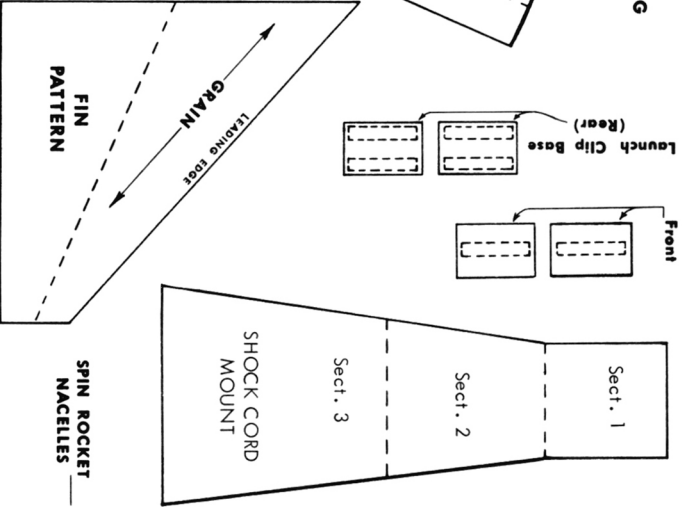 G
FIN
PATTERN
GRAIN
LEADING EDGE
Launch Clip Base
(Rear)
Front
SHOCK CORD
MOUNT
Sect. 3
Sect. 2
Sect. 1
SPIN ROCKET
NACELLES